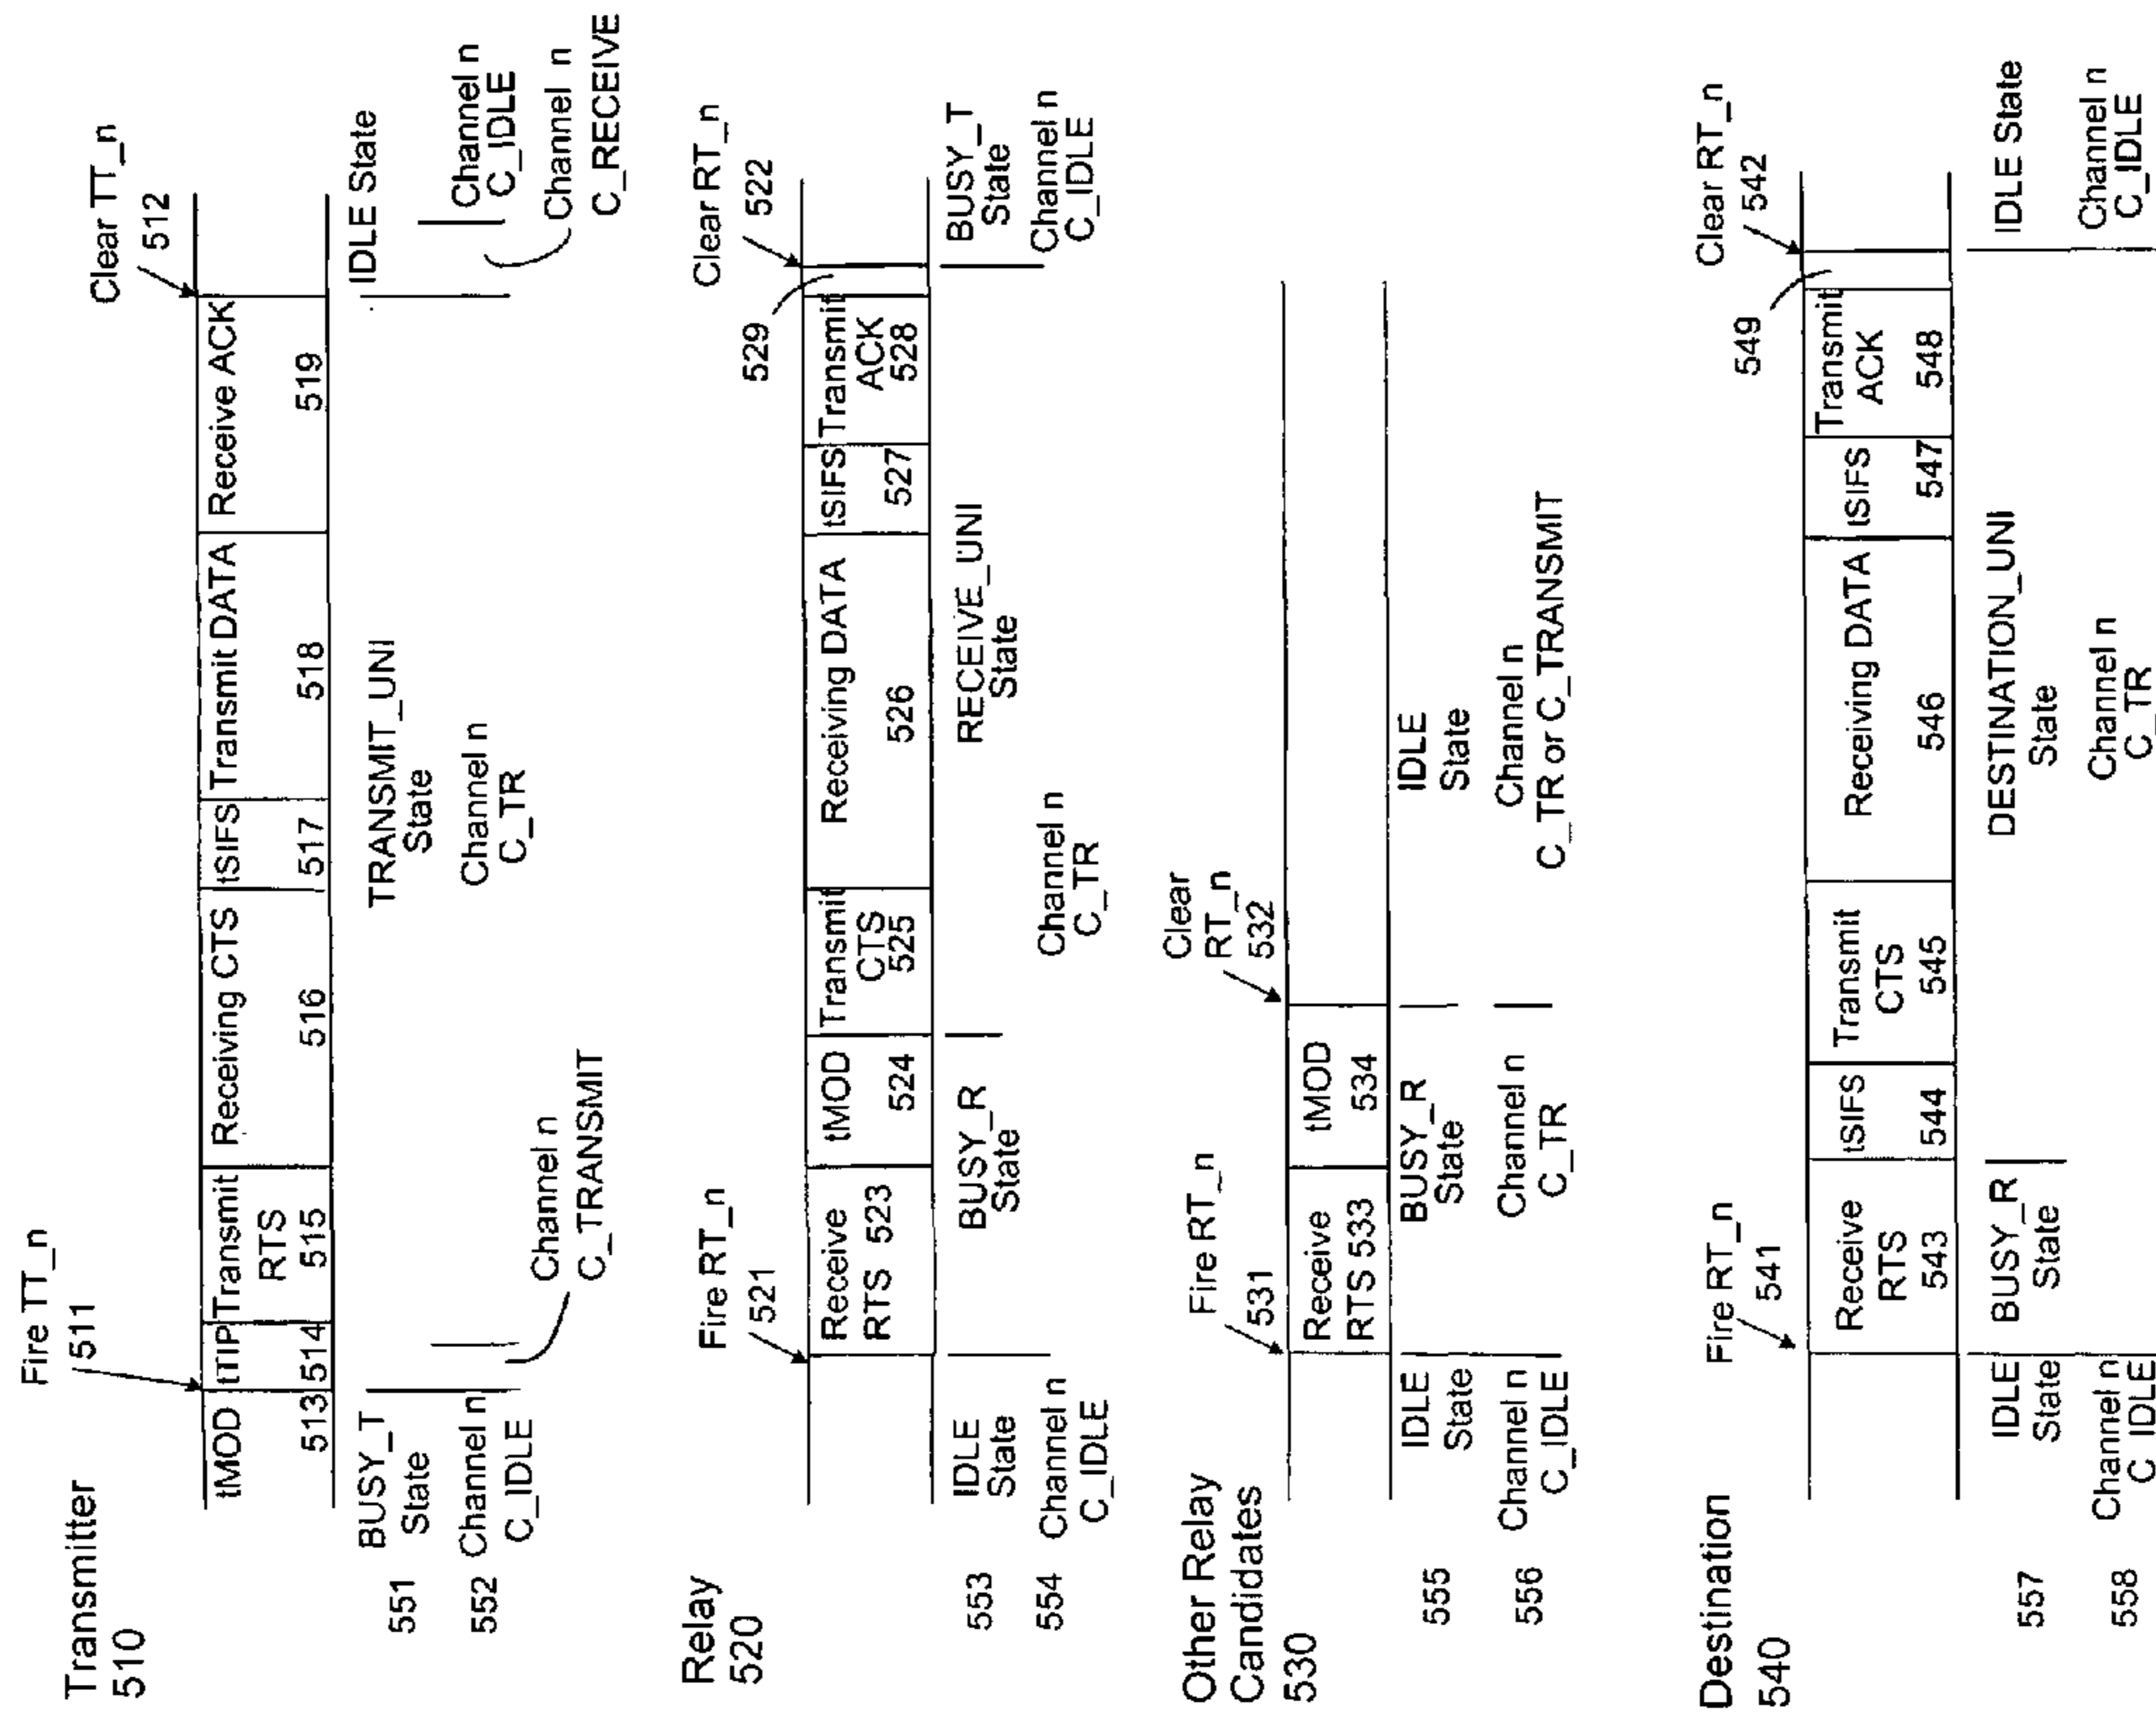 Transmitter
510
Fire TT_n
511
Clear TT_n
512
tMOD
513
tTIP
514
Transmit
RTS
515
Receiving CTS
516
tSIFS
517
Transmit DATA
518
Receive ACK
519
551
BUSY_T
State
TRANSMIT_UNI
State
IDLE State
552
Channel n
C_IDLE
Channel n
C_TRANSMIT
Channel n
C_TR
Channel n
C_IDLE
Channel n
C_RECEIVE
Relay
520
Fire RT_n
521
529
Clear RT_n
522
Receive
RTS 523
tMOD
524
Transmit
CTS
525
Receiving DATA
526
tSIFS
527
Transmit
ACK
528
553
IDLE
State
BUSY_R
State
RECEIVE_UNI
State
BUSY_T
State
554
Channel n
C_IDLE
Channel n
C_TR
Channel n
C_IDLE
Other Relay
Candidates
530
Fire RT_n
531
Clear
RT_n
532
Receive
RTS 533
tMOD
534
555
IDLE
State
BUSY_R
State
IDLE
State
556
Channel n
C_IDLE
Channel n
C_TR
Channel n
C_TR or C_TRANSMIT
Destination
540
Fire RT_n
541
549
Clear RT_n
542
Receive
RTS
543
tSIFS
544
Transmit
CTS
545
Receiving DATA
546
tSIFS
547
Transmit
ACK
548
557
IDLE
State
BUSY_R
State
DESTINATION_UNI
State
IDLE State
558
Channel n
C_IDLE
Channel n
C_TR
Channel n
C_IDLE